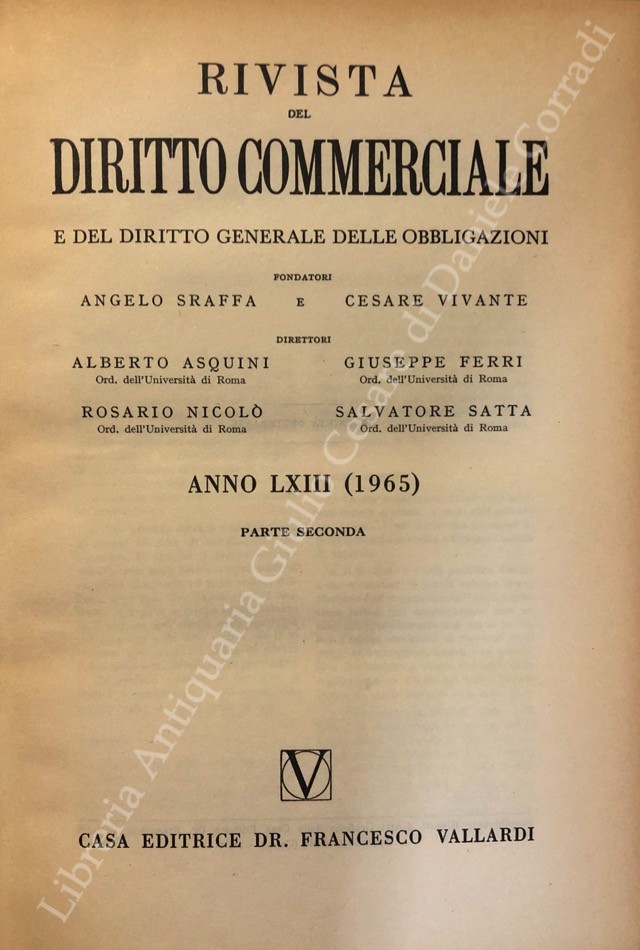 RIVISTA
DEL
DIRITTO COMMERCIALE
E DEL DIRITTO GENERALE DELLE OBBLIGAZIONI
FONDATORI
ANGELO SRAFFA E CESARE VIVANTE
DIRETTORI
ALBERTO ASQUINI GIUSEPPE FERRI
Ord. dell'Università di Roma Ord. dell'Università di Roma
ROSARIO NICOLÒ SALVATORE SATTA
Ord. dell'Università di Roma Ord. dell'Università di Roma
ANNO LXIII (1965)
PARTE SECONDA
V
CASA EDITRICE DR. FRANCESCO VALLARDI
Libreria Antiquaria Giulio Cesare di Daniele Corradi